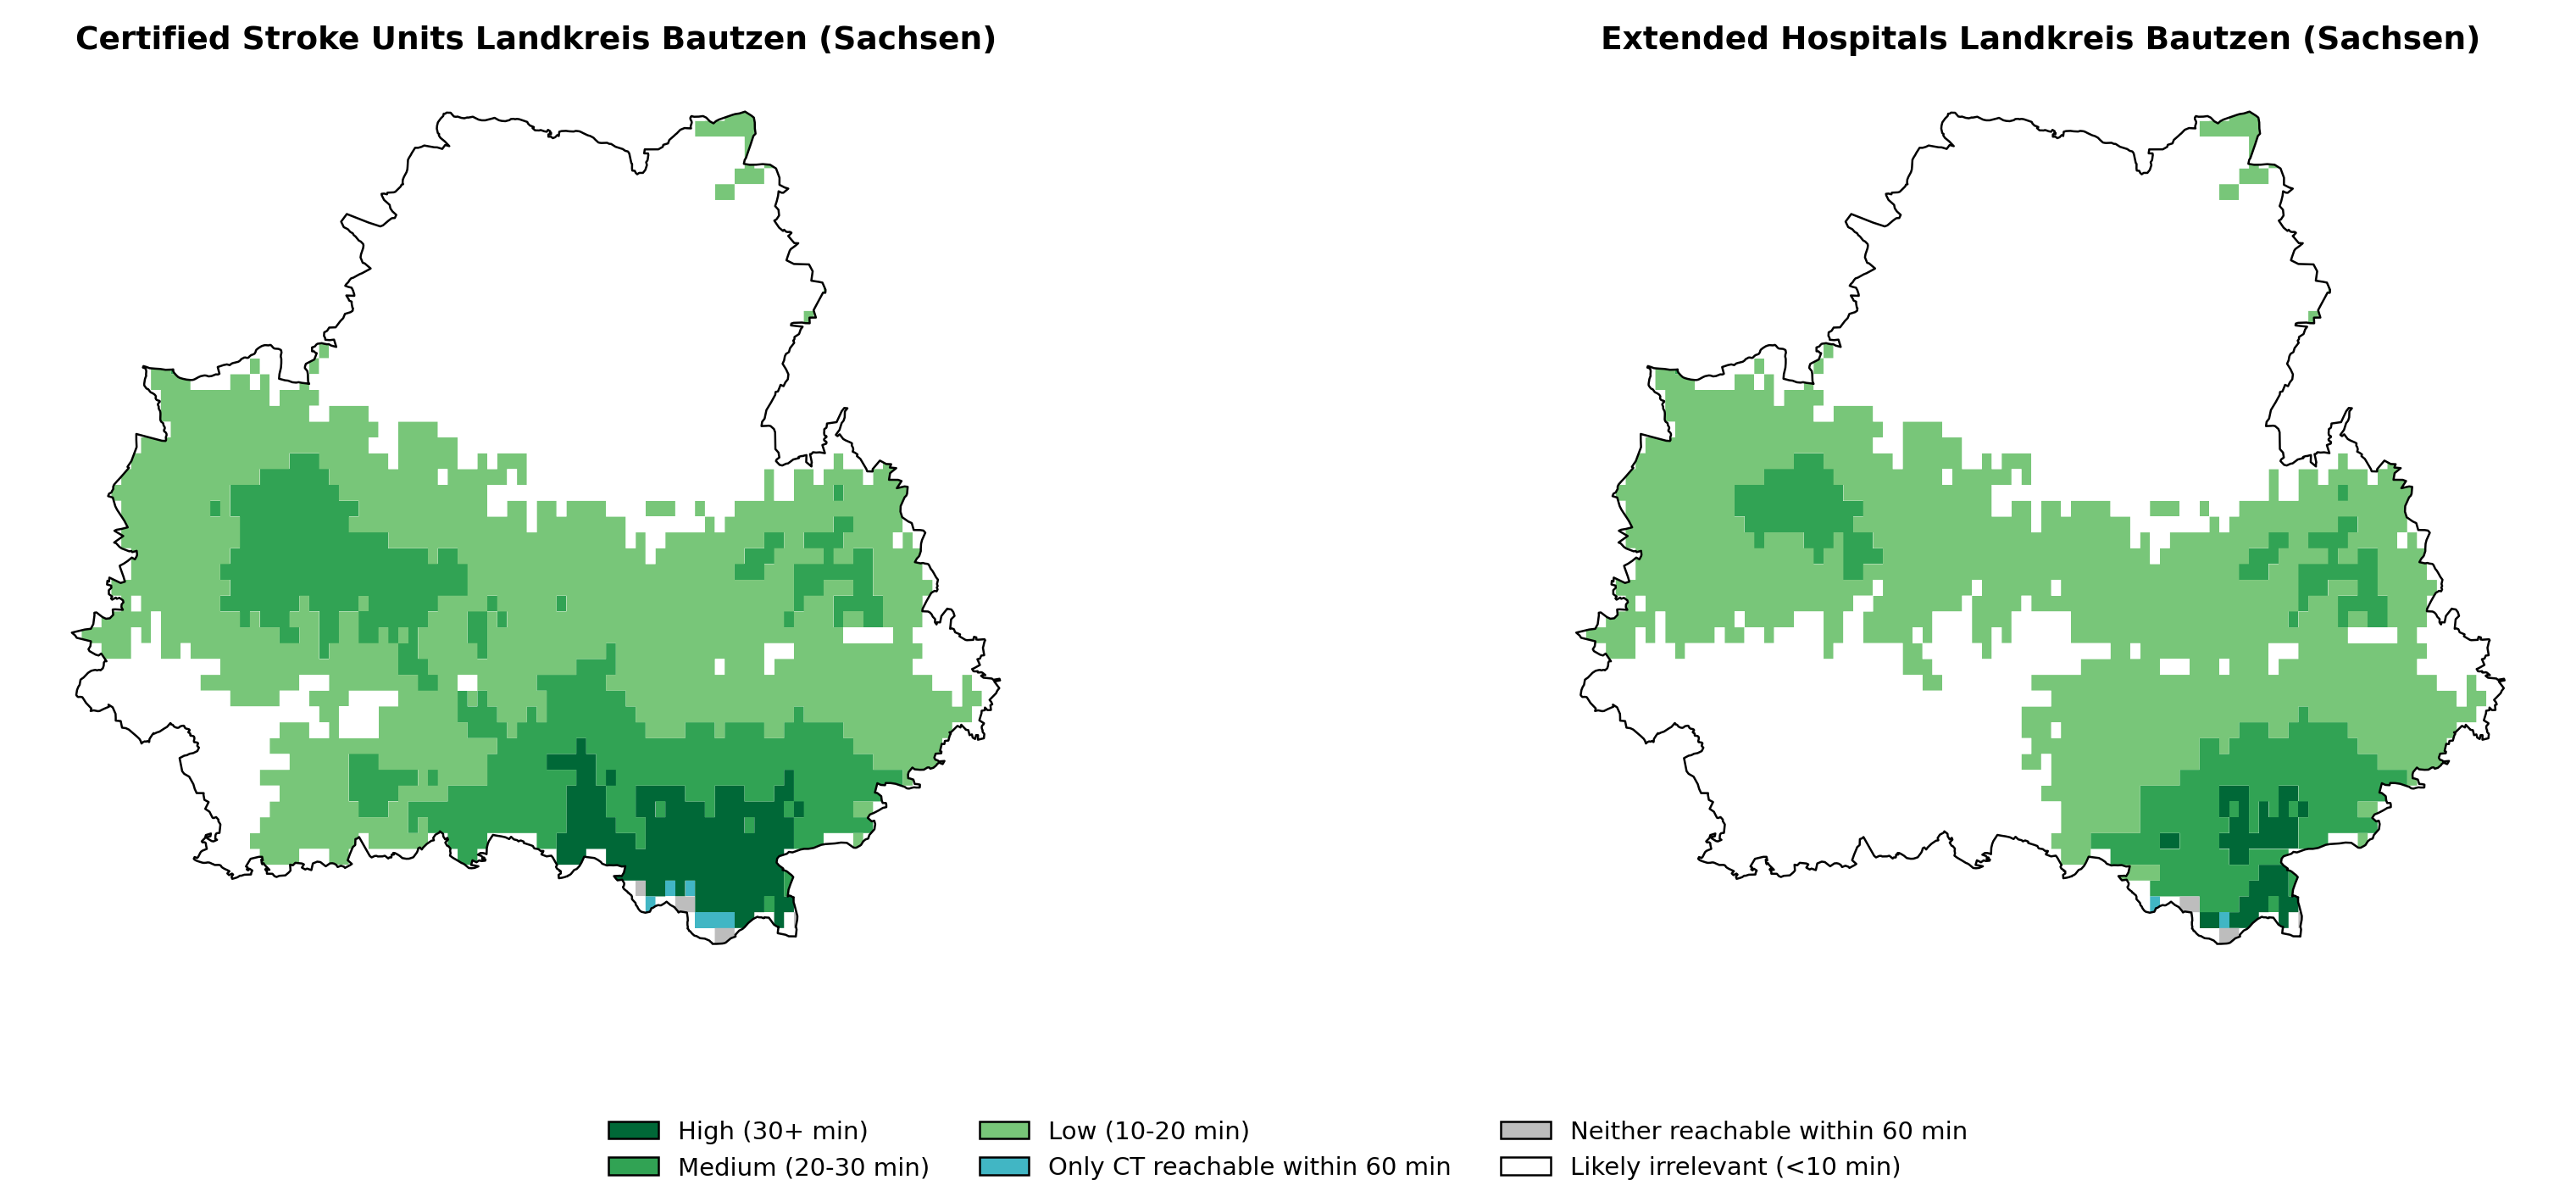 Certified Stroke Units Landkreis Bautzen (Sachsen)
Extended Hospitals Landkreis Bautzen (Sachsen)
High (30+ min)
Medium (20-30 min)
Low (10-20 min)
Only CT reachable within 60 min
Neither reachable within 60 min
Likely irrelevant (<10 min)